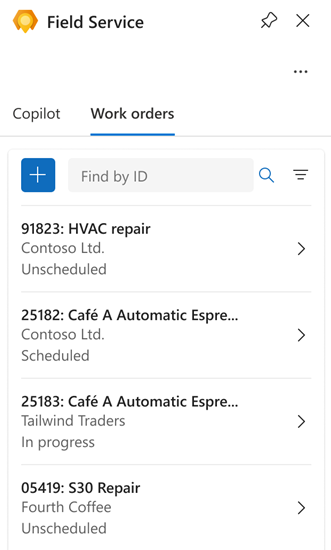 Field Service
...
Copilot Work orders
Find by ID
91823: HVAC repair
Contoso Ltd.
Unscheduled
25182: Café A Automatic Espre...
Contoso Ltd.
Scheduled
25183: Café A Automatic Espre...
Tailwind Traders
In progress
05419: S30 Repair
Fourth Coffee
Unscheduled